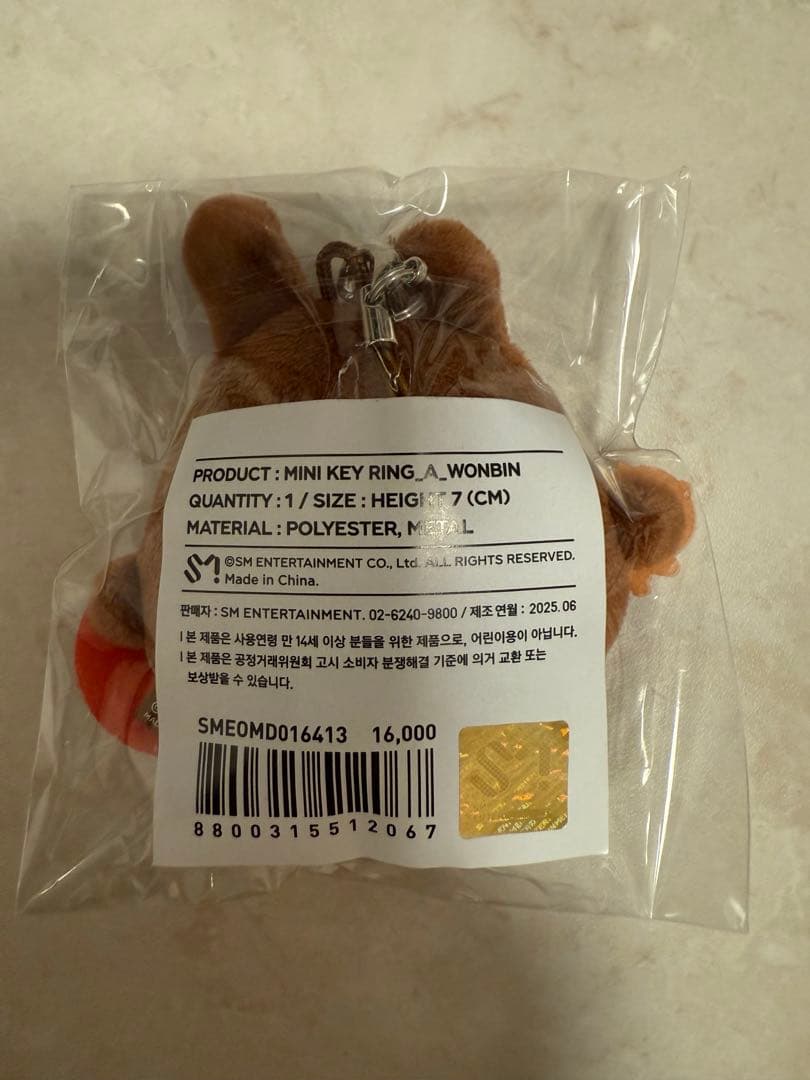 PRODUCT : MINI KEY RING_A_WONBIN
QUANTITY : 1 / SIZE : HEIGHT 7 (CM)
MATERIAL : POLYESTER, METAL
SM ©SM ENTERTAINMENT CO., Ltd. ALL RIGHTS RESERVED.
Made in China.
판매자 : SM ENTERTAINMENT. 02-6240-9800 / 제조 연월 : 2025. 06
| 본 제품은 사용연령 만 14세 이상 분들을 위한 제품으로, 어린이용이 아닙니다.
| 본 제품은 공정거래위원회 고시 소비자 분쟁해결 기준에 의거 교환 또는
보상받을 수 있습니다.
SMEOMD016413 16,000
8800315512067
SM